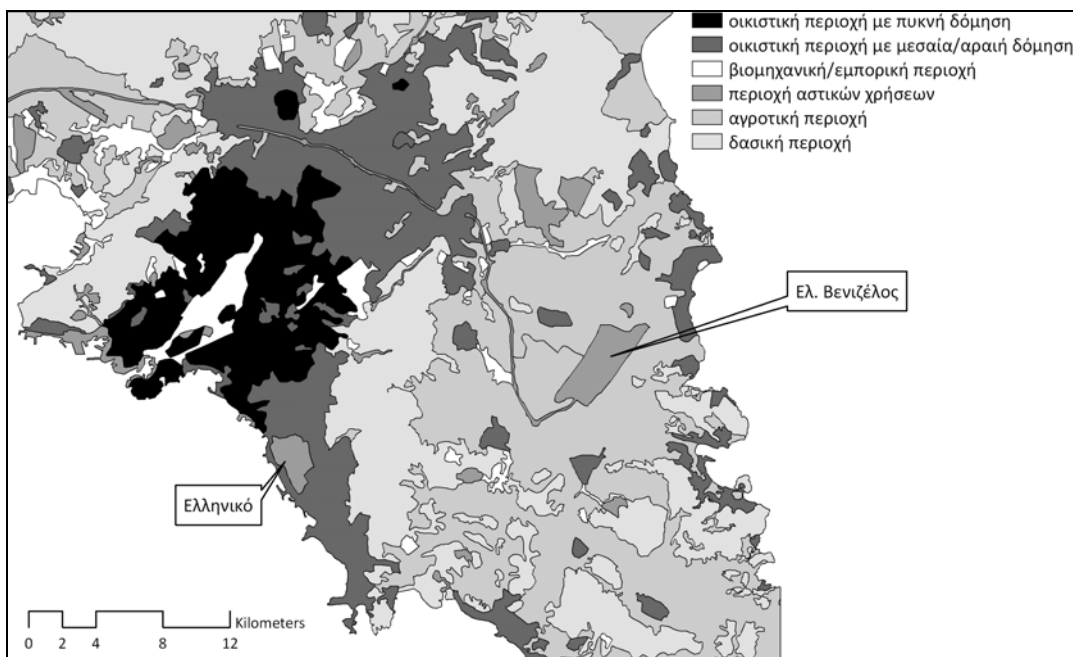 οικιστική περιοχή με πυκνή δόμηση
οικιστική περιοχή με μεσαία/αραιή δόμηση
βιομηχανική/εμπορική περιοχή
περιοχή αστικών χρήσεων
αγροτική περιοχή
δασική περιοχή
Ελ. Βενιζέλος
Ελληνικό
Kilometers
0 2 4 8 12